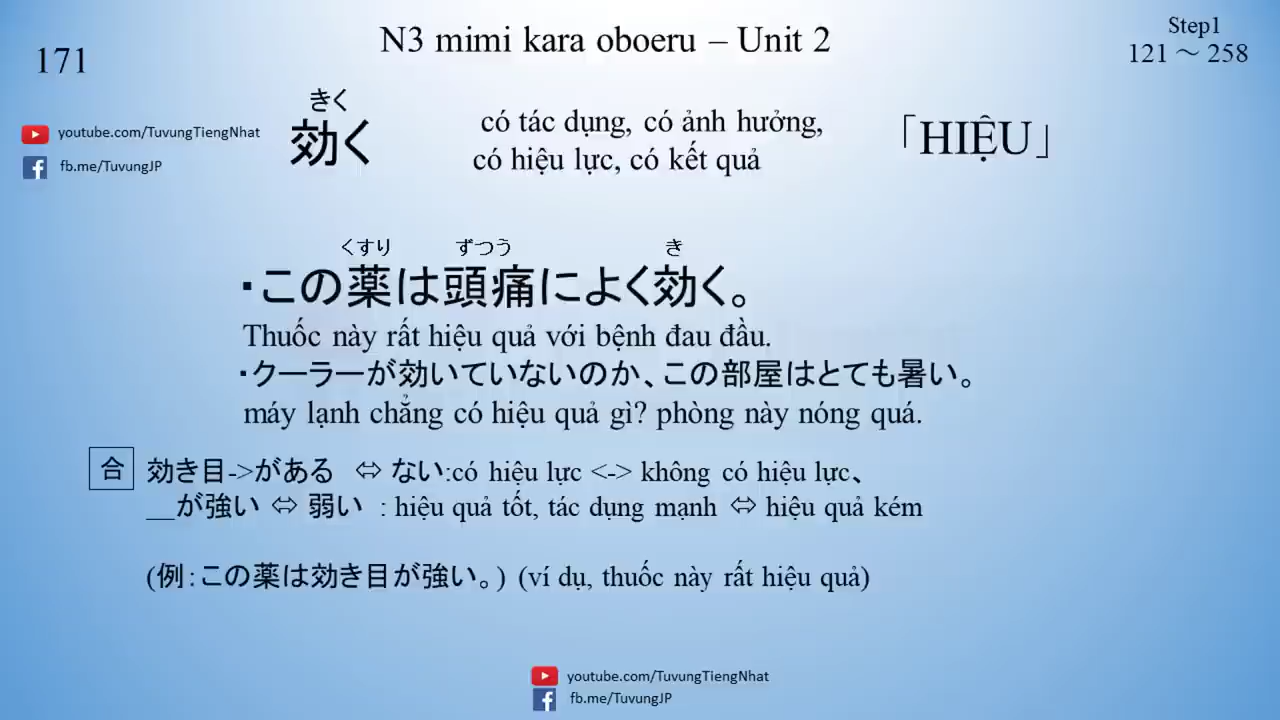 N3 mimi kara oboeru – Unit 2
Step1
121 ～ 258
171
youtube.com/TuvungTiengNhat
fb.me/TuvungJP
きく
効く
có tác dụng, có ảnh hưởng,
có hiệu lực, có kết quả
「HIỆU」
くすり ずつう き
・この薬は頭痛によく効く。
Thuốc này rất hiệu quả với bệnh đau đầu.
・クーラーが効いていないのか、この部屋はとても暑い。
máy lạnh chẳng có hiệu quả gì? phòng này nóng quá.
合 効き目->がある ⇔ ない:có hiệu lực <-> không có hiệu lực、
__が強い ⇔ 弱い : hiệu quả tốt, tác dụng mạnh ⇔ hiệu quả kém
(例：この薬は効き目が強い。) (ví dụ, thuốc này rất hiệu quả)
youtube.com/TuvungTiengNhat
fb.me/TuvungJP